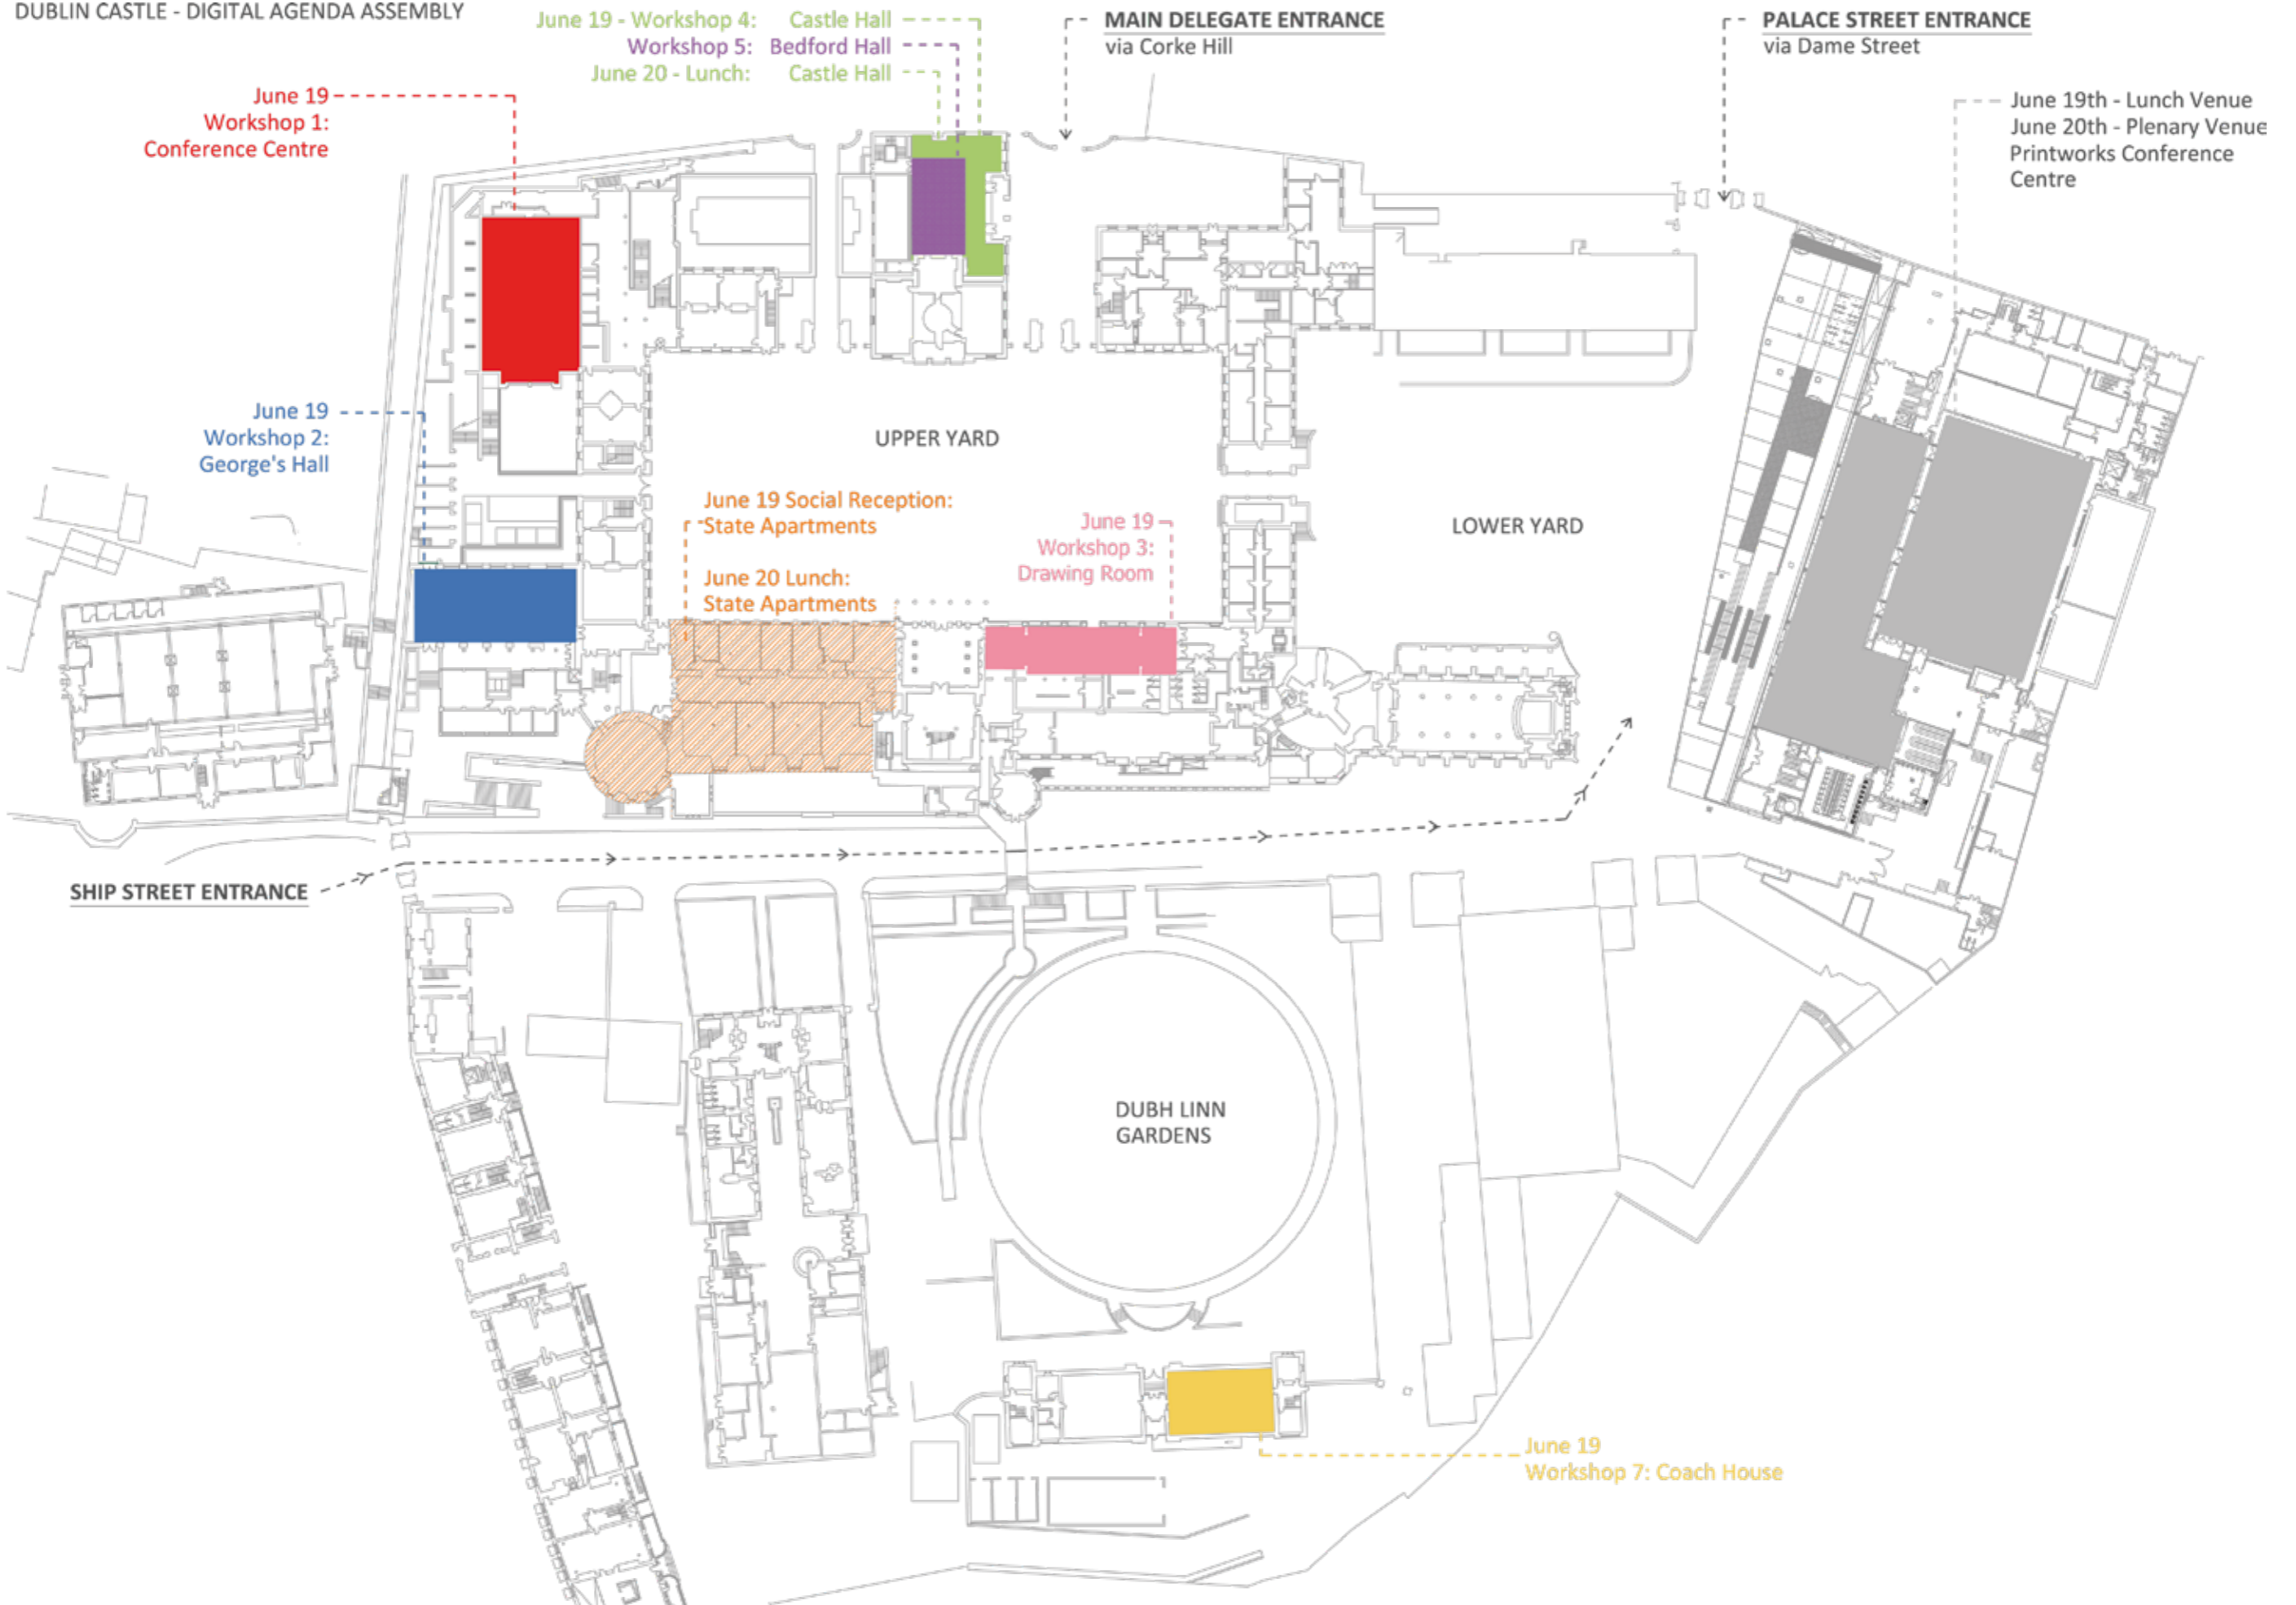 DUBLIN CASTLE - DIGITAL AGENDA ASSEMBLY
June 19 - Workshop 4: Castle Hall
Workshop 5: Bedford Hall
June 20 - Lunch: Castle Hall
MAIN DELEGATE ENTRANCE
via Corke Hill
PALACE STREET ENTRANCE
via Dame Street
June 19
Workshop 1:
Conference Centre
June 19th - Lunch Venue
June 20th - Plenary Venue
Printworks Conference
Centre
June 19
Workshop 2:
George's Hall
UPPER YARD
June 19 Social Reception:
State Apartments
June 20 Lunch:
State Apartments
June 19
Workshop 3:
Drawing Room
LOWER YARD
SHIP STREET ENTRANCE
DUBH LINN
GARDENS
June 19
Workshop 7: Coach House